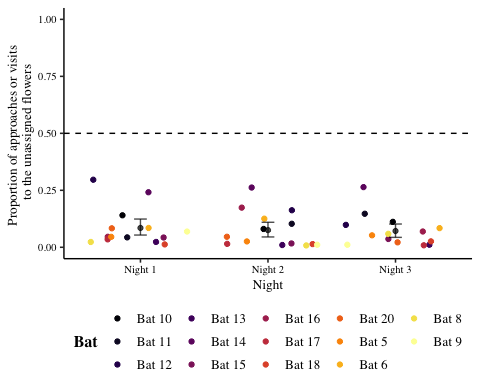 Proportion of approaches or visits
to the unassigned flowers
1.00
0.75
0.50
0.25
0.00
Night 1 Night 2 Night 3
Night
Bat
Bat 10 Bat 13 Bat 16 Bat 20 Bat 8
Bat 11 Bat 14 Bat 17 Bat 5 Bat 9
Bat 12 Bat 15 Bat 18 Bat 6